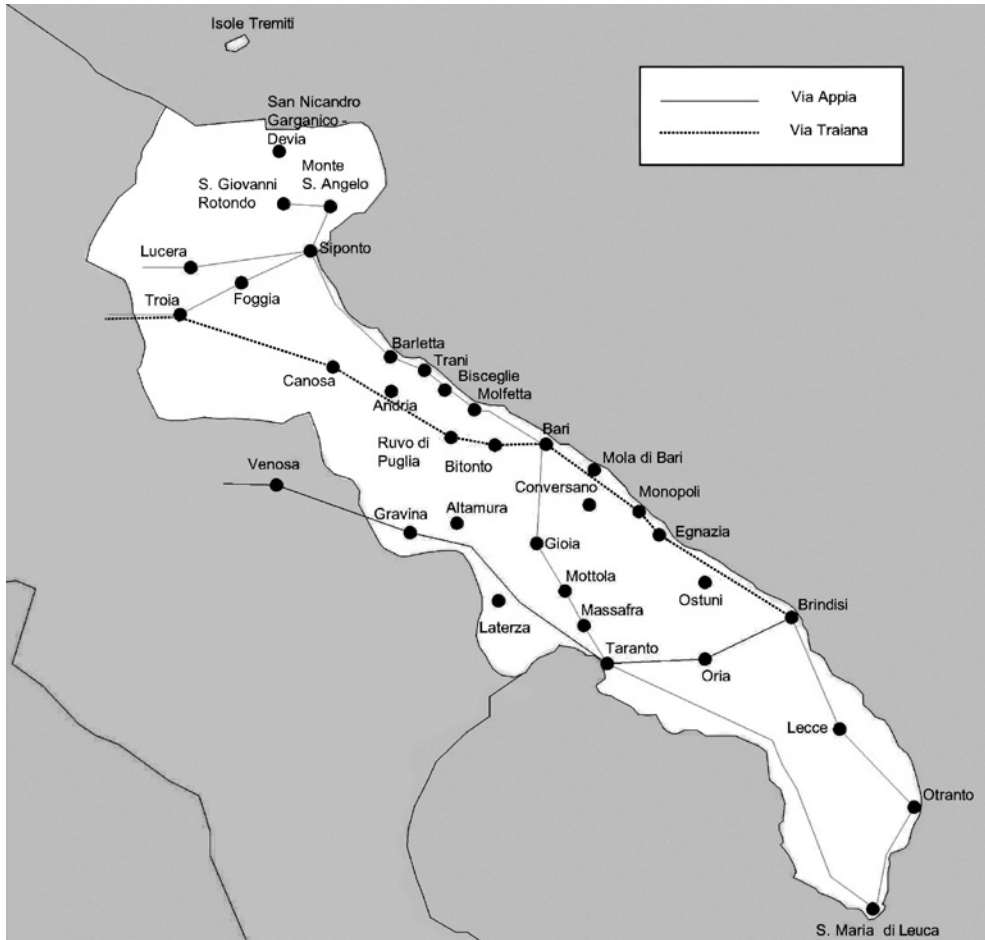 Isole Tremiti
Via Appia
Via Traiana
San Nicandro
Garganico -
Devia
Monte
S. Angelo
S. Giovanni
Rotondo
Siponto
Lucera
Foggia
Troia
Barletta
Trani
Canosa
Bisceglie
Andria
Molfetta
Bari
Ruvo di
Puglia
Bitonto
Mola di Bari
Venosa
Conversano
Monopoli
Altamura
Gravina
Egnazia
Gioia
Mottola
Ostuni
Brindisi
Massafra
Laterza
Taranto
Oria
Lecce
Otranto
S. Maria di Leuca